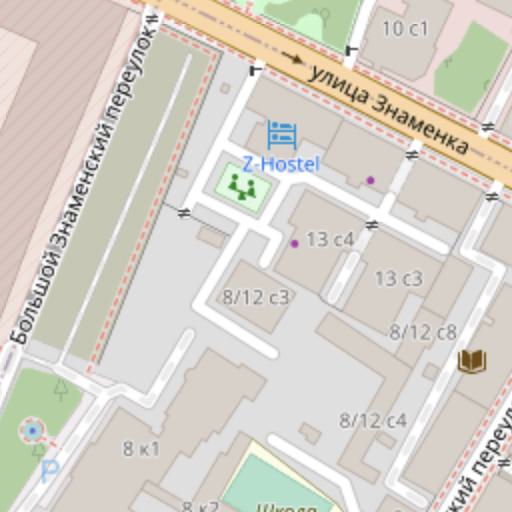 10 с1
улица Знаменка
Большой Знаменский переулок
Z-Hostel
13 с4
13 с3
8/12 с3
8/12 с8
8/12 с4
8 к1
P
8 к2
Школа
ский переул